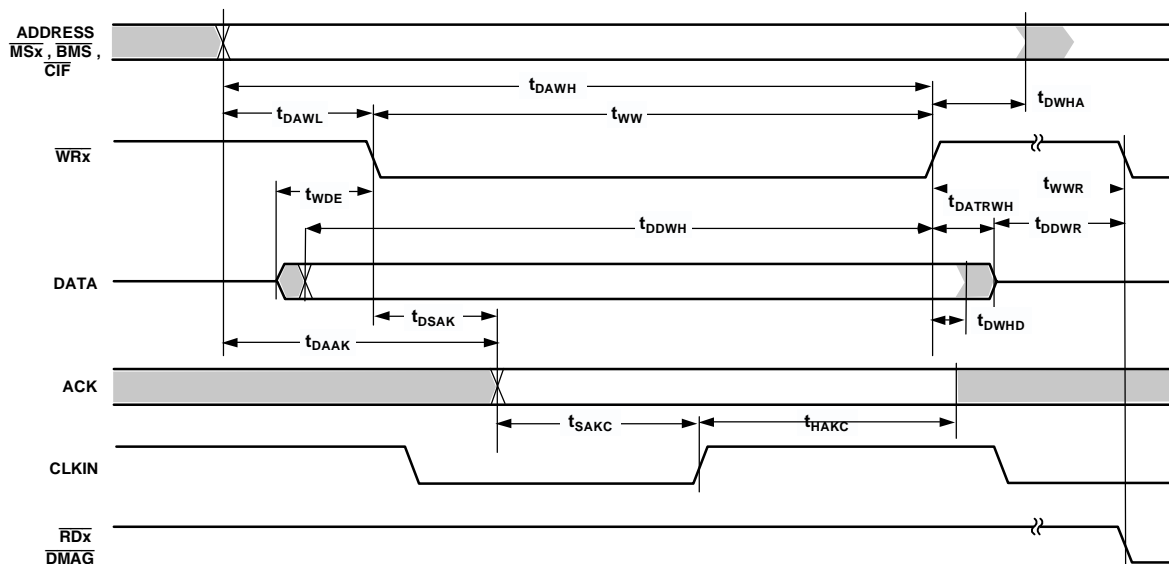 ADDRESS
MSx , BMS ,
CIF
tDAWH
tDWHA
tDAWL
tWW
WRx
tWDE
tWWR
tDATRWH
tDDWH
tDDWR
DATA
tDSAK
tDWHD
tDAAK
ACK
tSAKC
tHAKC
CLKIN
RDx
DMAG